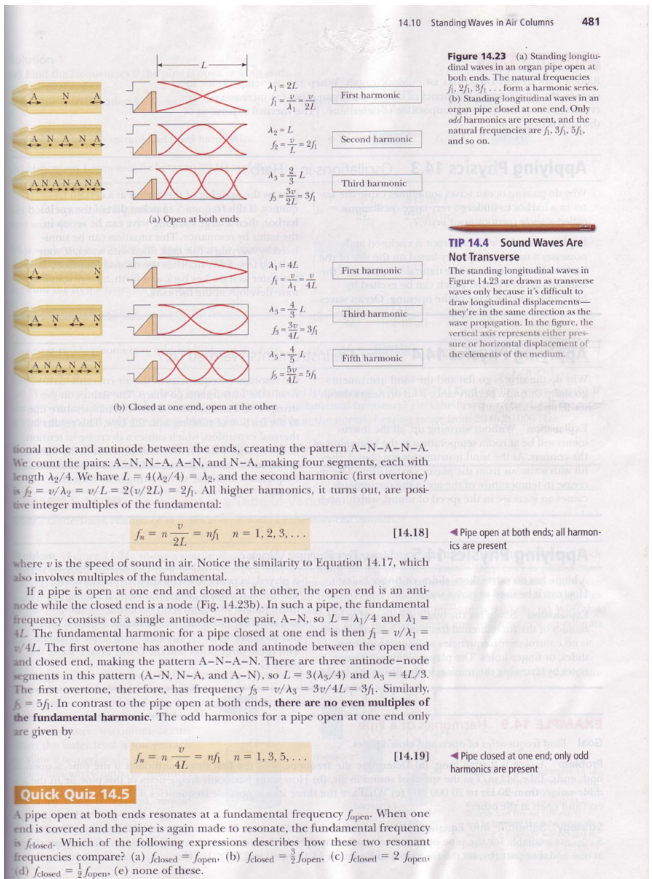 14.10 Standing Waves in Air Columns 481
L
A N A
λ1 = 2L
f1 = v/λ1 = v/2L
First harmonic
A N A N A
λ2 = L
f2 = v/L = 2f1
Second harmonic
A N A N A N A
λ3 = 2/3 L
f3 = 3v/2L = 3f1
Third harmonic
(a) Open at both ends
A N
λ1 = 4L
f1 = v/λ1 = v/4L
First harmonic
A N A N
λ3 = 4/3 L
f3 = 3v/4L = 3f1
Third harmonic
A N A N A N
λ5 = 4/5 L
f5 = 5v/4L = 5f1
Fifth harmonic
(b) Closed at one end, open at the other
Figure 14.23 (a) Standing longitu-
dinal waves in an organ pipe open at
both ends. The natural frequencies
f1, 2f1, 3f1 . . . form a harmonic series.
(b) Standing longitudinal waves in an
organ pipe closed at one end. Only
odd harmonics are present, and the
natural frequencies are f1, 3f1, 5f1,
and so on.
TIP 14.4 Sound Waves Are
Not Transverse
The standing longitudinal waves in
Figure 14.23 are drawn as transverse
waves only because it's difficult to
draw longitudinal displacements—
they're in the same direction as the
wave propagation. In the figure, the
vertical axis represents either pres-
sure or horizontal displacement of
the elements of the medium.
tional node and antinode between the ends, creating the pattern A–N–A–N–A.
We count the pairs: A–N, N–A, A–N, and N–A, making four segments, each with
length λ2/4. We have L = 4(λ2/4) = λ2, and the second harmonic (first overtone)
is f2 = v/λ2 = v/L = 2(v/2L) = 2f1. All higher harmonics, it turns out, are posi-
tive integer multiples of the fundamental:
fn = n v/2L = nf1 n = 1, 2, 3, . . . [14.18]
◄ Pipe open at both ends; all harmon-
ics are present
where v is the speed of sound in air. Notice the similarity to Equation 14.17, which
also involves multiples of the fundamental.
If a pipe is open at one end and closed at the other, the open end is an anti-
node while the closed end is a node (Fig. 14.23b). In such a pipe, the fundamental
frequency consists of a single antinode–node pair, A–N, so L = λ1/4 and λ1 =
4L. The fundamental harmonic for a pipe closed at one end is then f1 = v/λ1 =
v/4L. The first overtone has another node and antinode between the open end
and closed end, making the pattern A–N–A–N. There are three antinode–node
segments in this pattern (A–N, N–A, and A–N), so L = 3(λ3/4) and λ3 = 4L/3.
The first overtone, therefore, has frequency f3 = v/λ3 = 3v/4L = 3f1. Similarly,
f5 = 5f1. In contrast to the pipe open at both ends, there are no even multiples of
the fundamental harmonic. The odd harmonics for a pipe open at one end only
are given by
fn = n v/4L = nf1 n = 1, 3, 5, . . . [14.19]
◄ Pipe closed at one end; only odd
harmonics are present
Quick Quiz 14.5
A pipe open at both ends resonates at a fundamental frequency fopen. When one
end is covered and the pipe is again made to resonate, the fundamental frequency
is fclosed. Which of the following expressions describes how these two resonant
frequencies compare? (a) fclosed = fopen, (b) fclosed = 3/2 fopen, (c) fclosed = 2 fopen,
(d) fclosed = 1/2 fopen, (e) none of these.